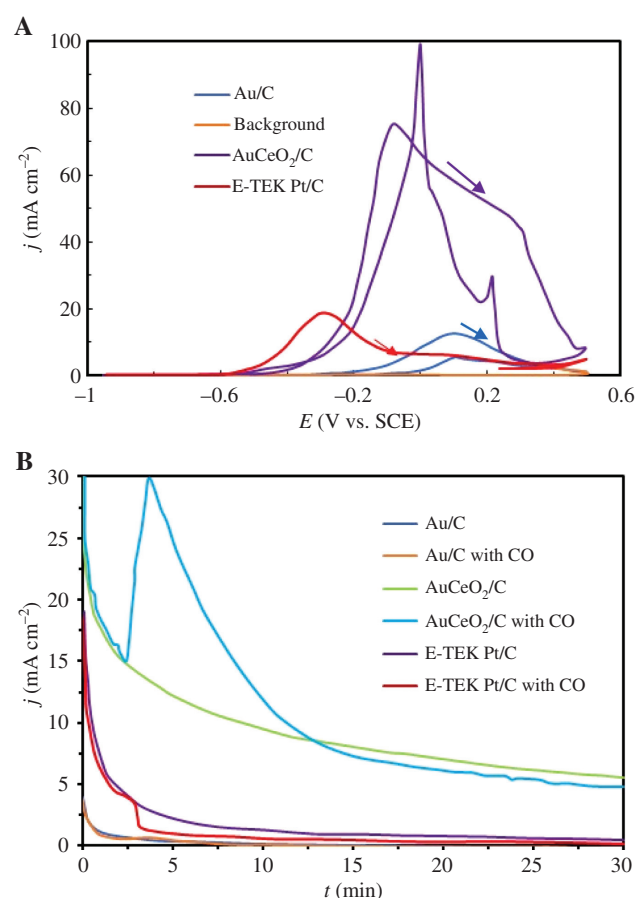 A
100
80
60
40
20
0
j (mA cm⁻²)
Au/C
Background
AuCeO₂/C
E-TEK Pt/C
−1
−0.6
−0.2
0.2
0.6
E (V vs. SCE)
B
30
25
20
15
10
5
0
j (mA cm⁻²)
Au/C
Au/C with CO
AuCeO₂/C
AuCeO₂/C with CO
E-TEK Pt/C
E-TEK Pt/C with CO
0
5
10
15
20
25
30
t (min)